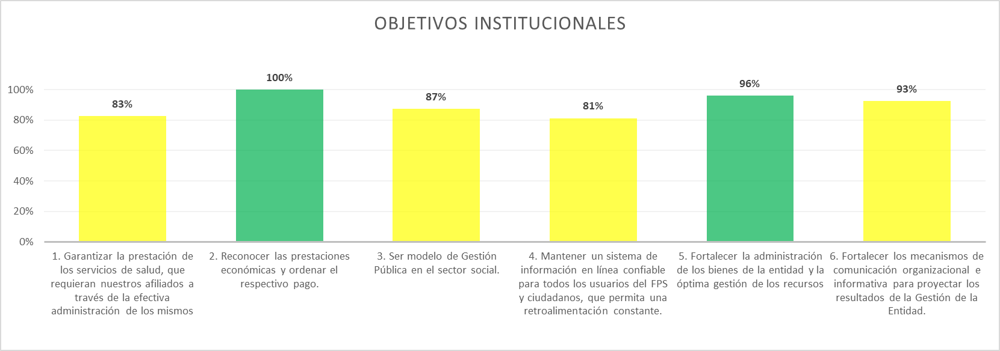 OBJETIVOS INSTITUCIONALES
100%
80%
60%
40%
20%
0%
83%
100%
87%
81%
96%
93%
1. Garantizar la prestación de
los servicios de salud, que
requieran nuestros afiliados a
través de la efectiva
administración de los mismos
2. Reconocer las prestaciones
económicas y ordenar el
respectivo pago.
3. Ser modelo de Gestión
Pública en el sector social.
4. Mantener un sistema de
información en línea confiable
para todos los usuarios del FPS
y ciudadanos, que permita una
retroalimentación constante.
5. Fortalecer la administración
de los bienes de la entidad y la
óptima gestión de los recursos
6. Fortalecer los mecanismos de
comunicación organizacional e
informativa para proyectar los
resultados de la Gestión de la
Entidad.